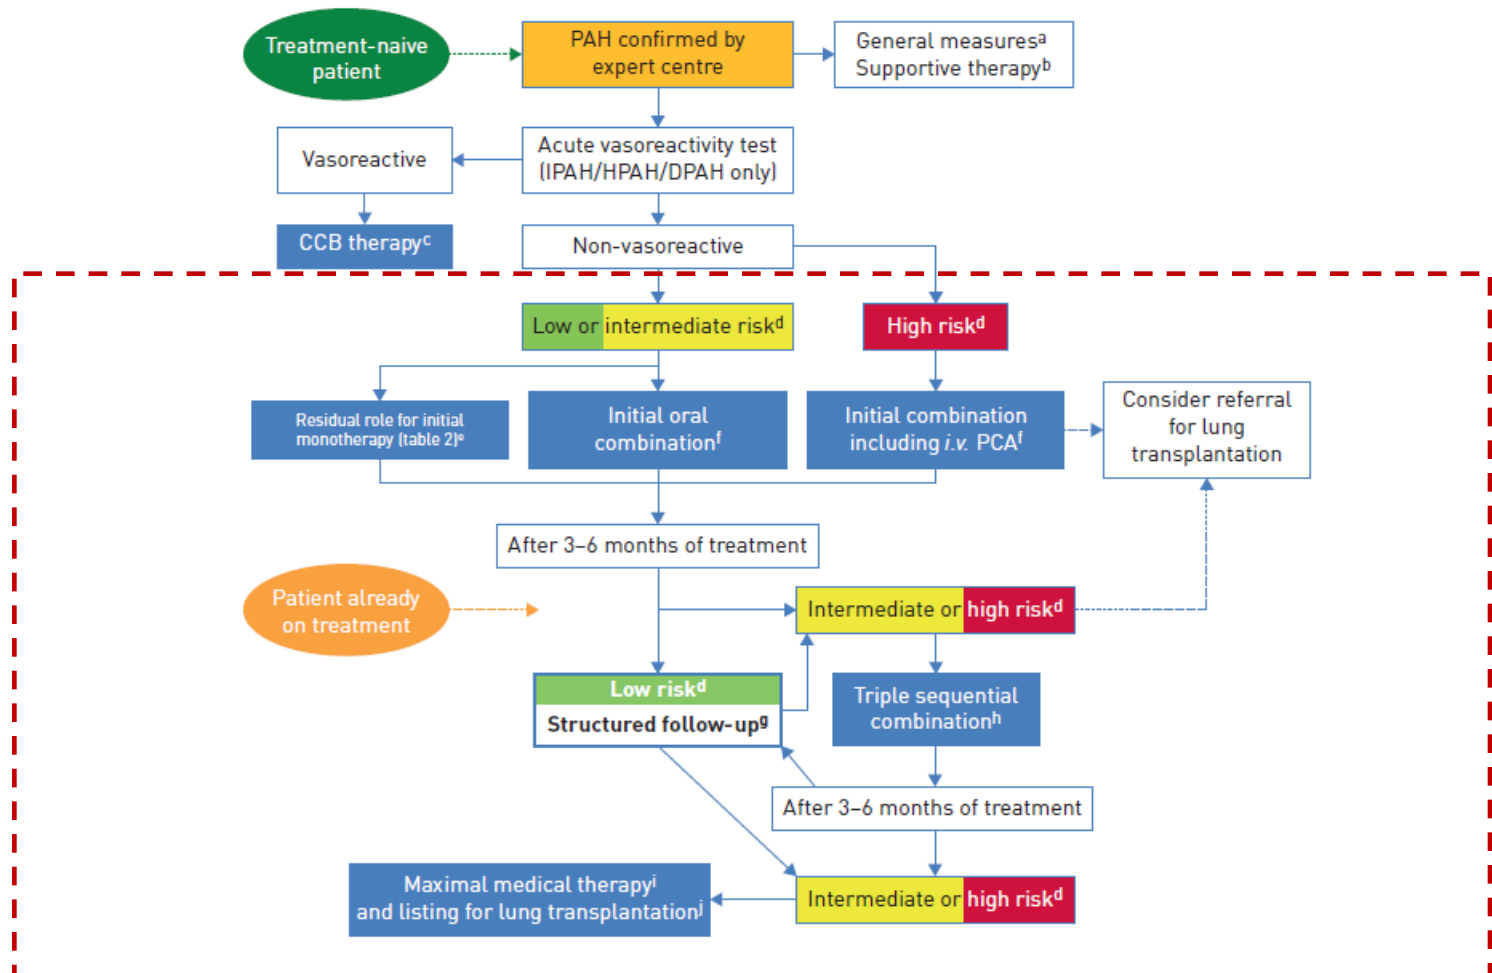 Treatment-naive
patient
PAH confirmed by
expert centre
General measuresᵃ
Supportive therapyᵇ
Vasoreactive
Acute vasoreactivity test
(IPAH/HPAH/DPAH only)
CCB therapyᶜ
Non-vasoreactive
Low or intermediate riskᵈ
High riskᵈ
Residual role for initial
monotherapy (table 2)ᵉ
Initial oral
combinationᶠ
Initial combination
including i.v. PCAᶠ
Consider referral
for lung
transplantation
After 3–6 months of treatment
Patient already
on treatment
Intermediate or high riskᵈ
Low riskᵈ
Structured follow-upᵍ
Triple sequential
combinationʰ
After 3–6 months of treatment
Maximal medical therapyⁱ
and listing for lung transplantationʲ
Intermediate or high riskᵈ